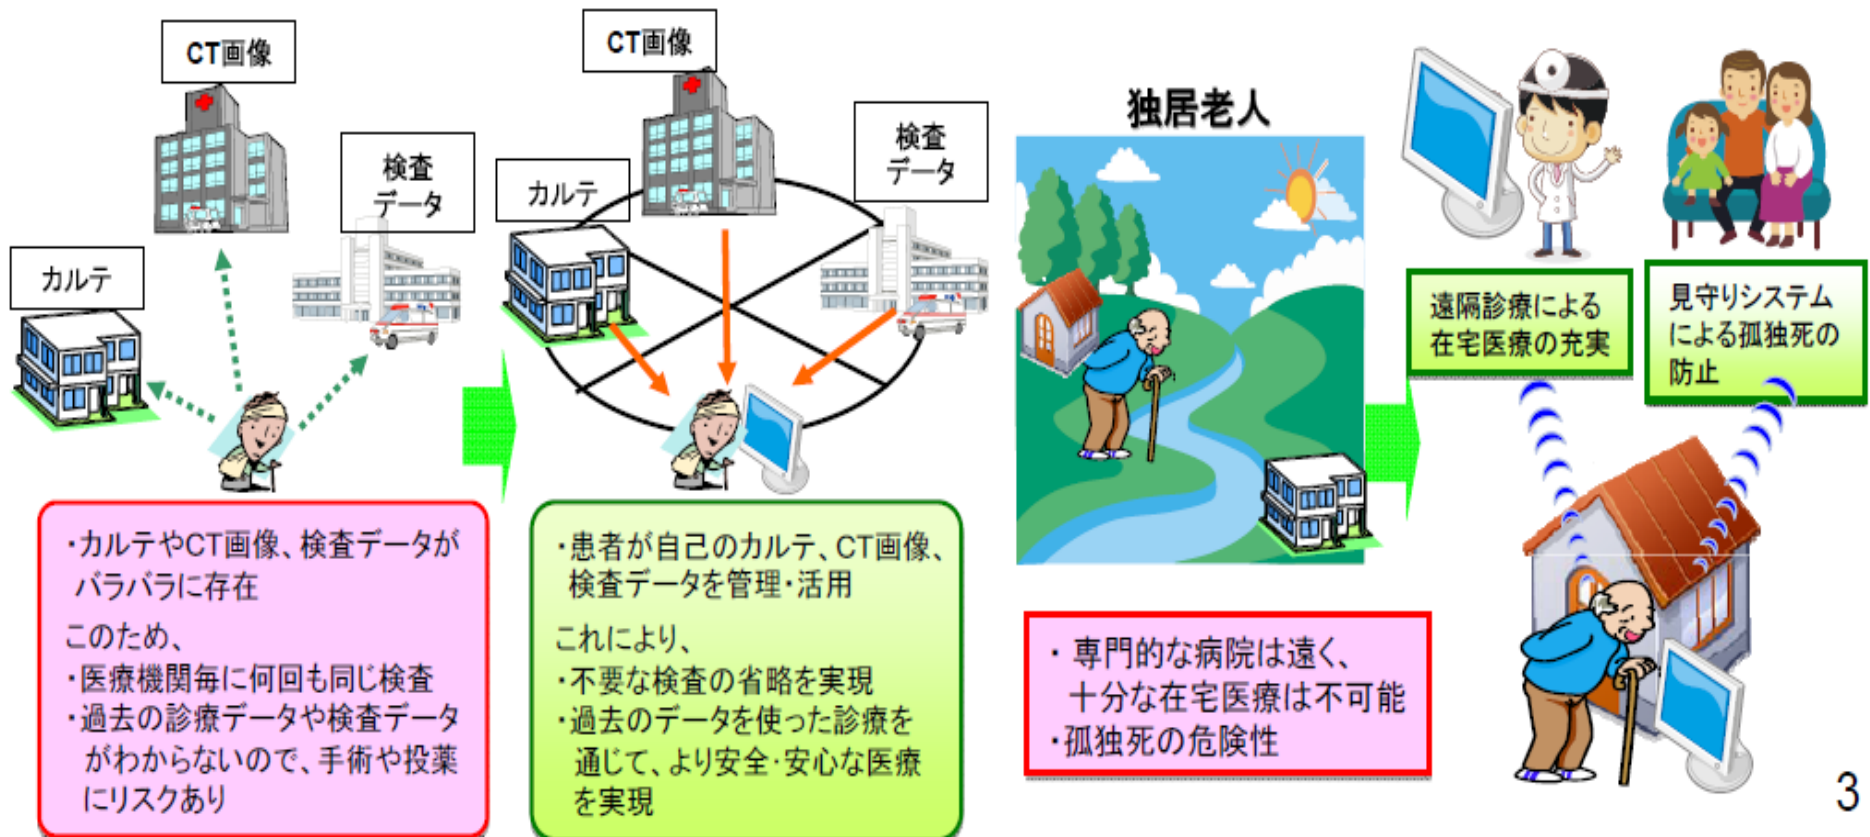 CT画像
検査
データ
カルテ
・カルテやCT画像、検査データが
バラバラに存在
このため、
・医療機関毎に何回も同じ検査
・過去の診療データや検査データ
がわからないので、手術や投薬
にリスクあり
CT画像
検査
データ
カルテ
・患者が自己のカルテ、CT画像、
検査データを管理・活用
これにより、
・不要な検査の省略を実現
・過去のデータを使った診療を
通じて、より安全・安心な医療
を実現
独居老人
・専門的な病院は遠く、
十分な在宅医療は不可能
・孤独死の危険性
遠隔診療による
在宅医療の充実
見守りシステム
による孤独死の
防止
3